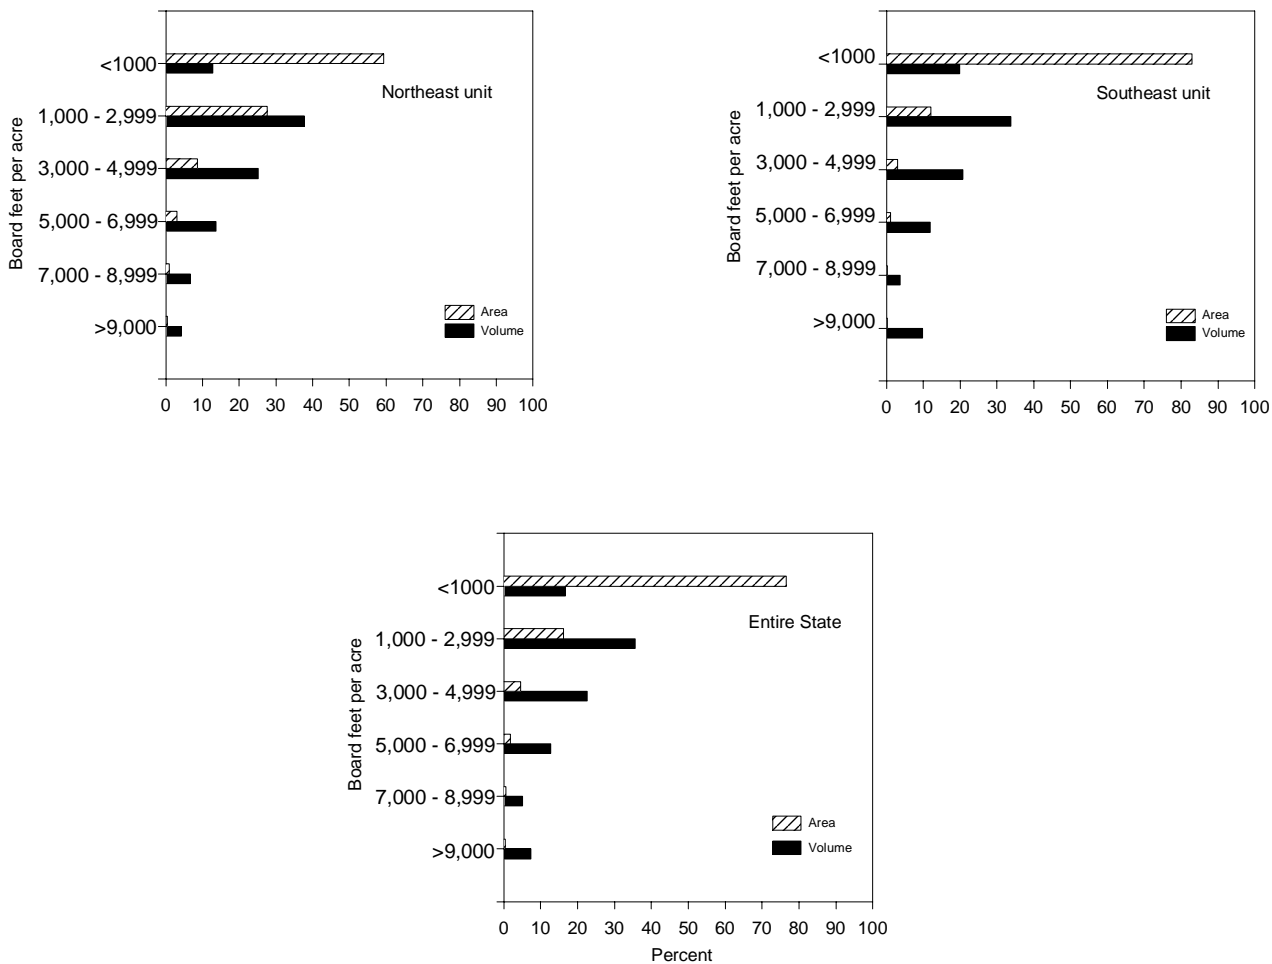 Board feet per acre
<1000
1,000 - 2,999
3,000 - 4,999
5,000 - 6,999
7,000 - 8,999
>9,000
Northeast unit
Area
Volume
0 10 20 30 40 50 60 70 80 90 100
Board feet per acre
<1000
1,000 - 2,999
3,000 - 4,999
5,000 - 6,999
7,000 - 8,999
>9,000
Southeast unit
Area
Volume
0 10 20 30 40 50 60 70 80 90 100
Board feet per acre
<1000
1,000 - 2,999
3,000 - 4,999
5,000 - 6,999
7,000 - 8,999
>9,000
Entire State
Area
Volume
0 10 20 30 40 50 60 70 80 90 100
Percent